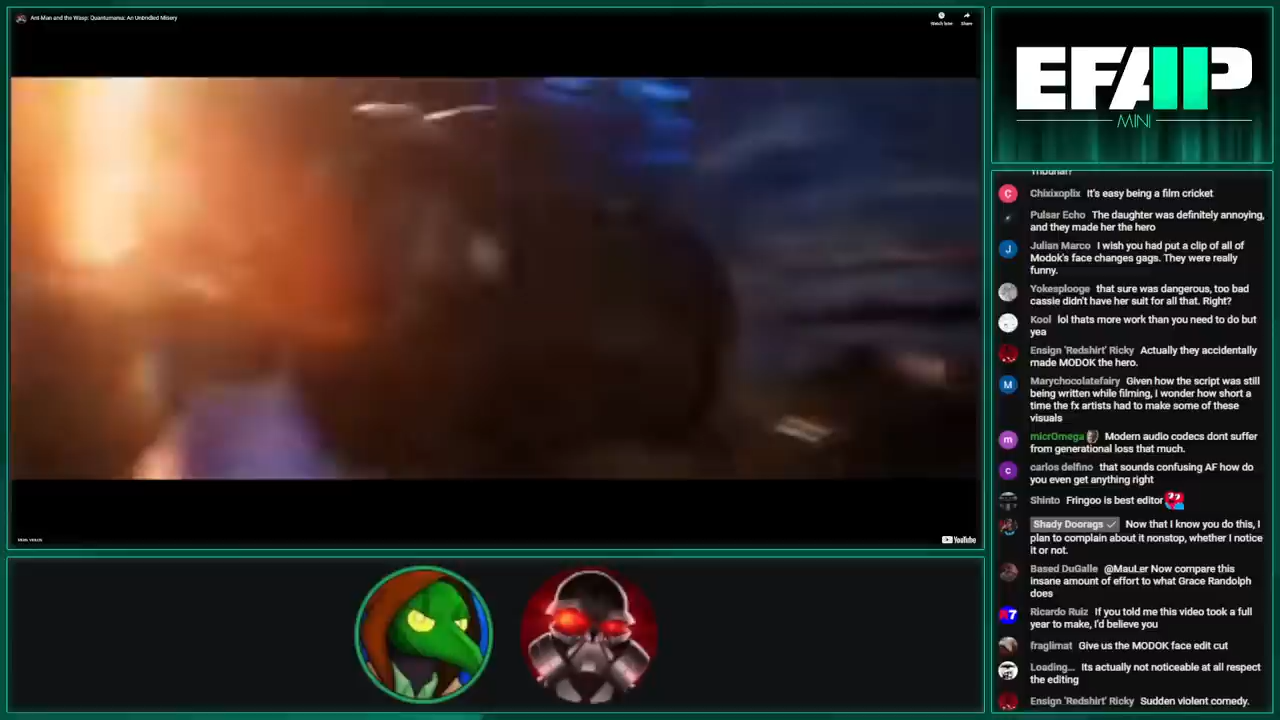 Ant-Man and the Wasp: Quantumania: An Unbridled Misery
Watch later
Share
MORE VIDEOS
YouTube
EFAP
MINI
Tribunal?
Chixixoplix It's easy being a film cricket
Pulsar Echo The daughter was definitely annoying,
and they made her the hero
Julian Marco I wish you had put a clip of all of
Modok's face changes gags. They were really
funny.
Yokesplooge that sure was dangerous, too bad
cassie didn't have her suit for all that. Right?
Kool lol thats more work than you need to do but
yea
Ensign 'Redshirt' Ricky Actually they accidentally
made MODOK the hero.
Marychocolatefairy Given how the script was still
being written while filming, I wonder how short a
time the fx artists had to make some of these
visuals
micr0mega Modern audio codecs dont suffer
from generational loss that much.
carlos delfino that sounds confusing AF how do
you even get anything right
Shinto Fringoo is best editor
Shady Doorags Now that I know you do this, I
plan to complain about it nonstop, whether I notice
it or not.
Based DuGalle @MauLer Now compare this
insane amount of effort to what Grace Randolph
does
Ricardo Ruiz If you told me this video took a full
year to make, I'd believe you
fraglimat Give us the MODOK face edit cut
Loading... Its actually not noticeable at all respect
the editing
Ensign 'Redshirt' Ricky Sudden violent comedy.